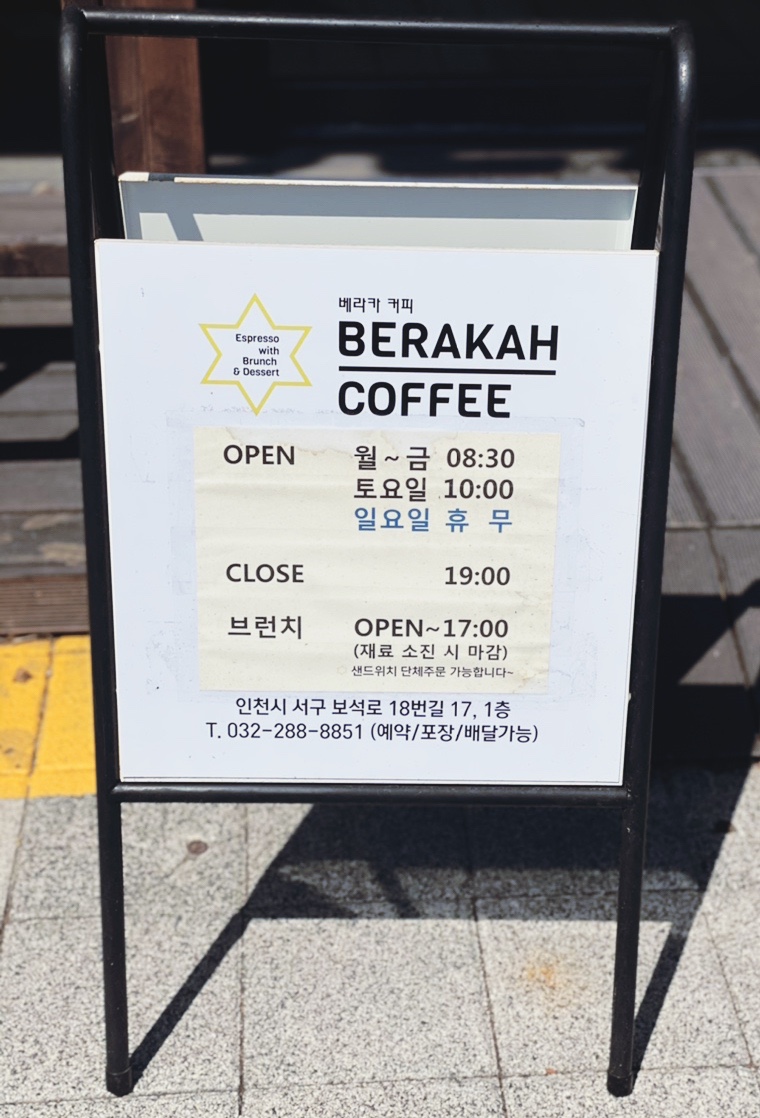 베라카 커피
BERAKAH
COFFEE
Espresso
with
Brunch
& Dessert
OPEN 월~금 08:30
토요일 10:00
일요일 휴 무
CLOSE 19:00
브런치 OPEN~17:00
(재료 소진 시 마감)
샌드위치 단체주문 가능합니다~
인천시 서구 보석로 18번길 17, 1층
T. 032-288-8851 (예약/포장/배달가능)